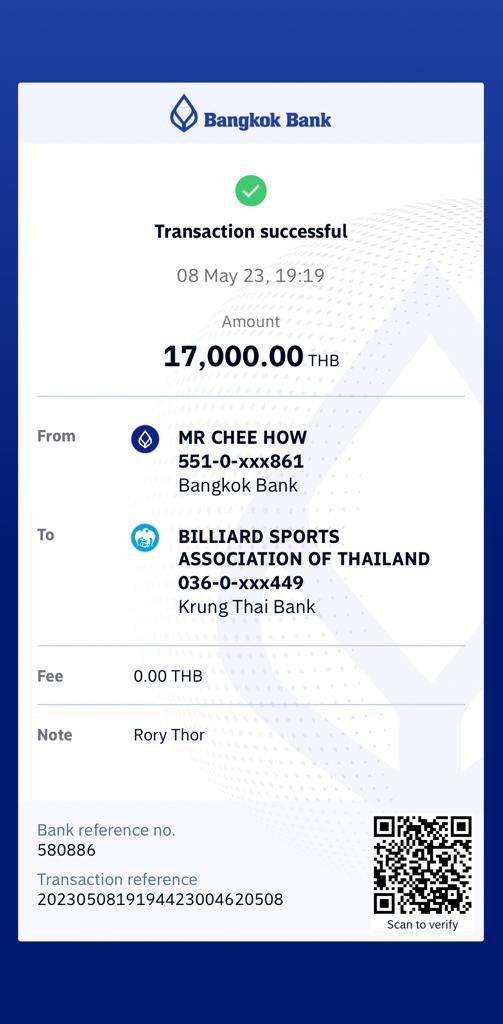 Bangkok Bank
Transaction successful
08 May 23, 19:19
Amount
17,000.00 THB
From
MR CHEE HOW
551-0-xxx861
Bangkok Bank
To
BILLIARD SPORTS
ASSOCIATION OF THAILAND
036-0-xxx449
Krung Thai Bank
Fee 0.00 THB
Note Rory Thor
Bank reference no.
580886
Transaction reference
2023050819194423004620508
Scan to verify